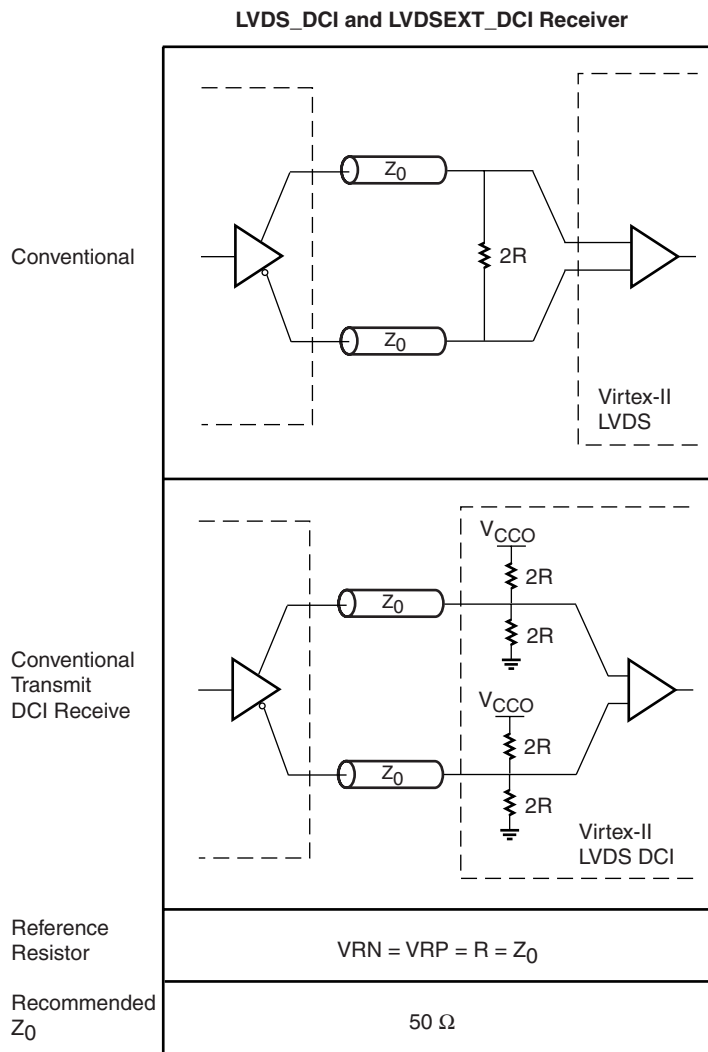 LVDS_DCI and LVDSEXT_DCI Receiver
Conventional
Z0
2R
Z0
Virtex-II
LVDS
Conventional
Transmit
DCI Receive
VCCO
2R
Z0
2R
VCCO
2R
Z0
2R
Virtex-II
LVDS DCI
Reference
Resistor
VRN = VRP = R = Z0
Recommended
Z0
50 Ω